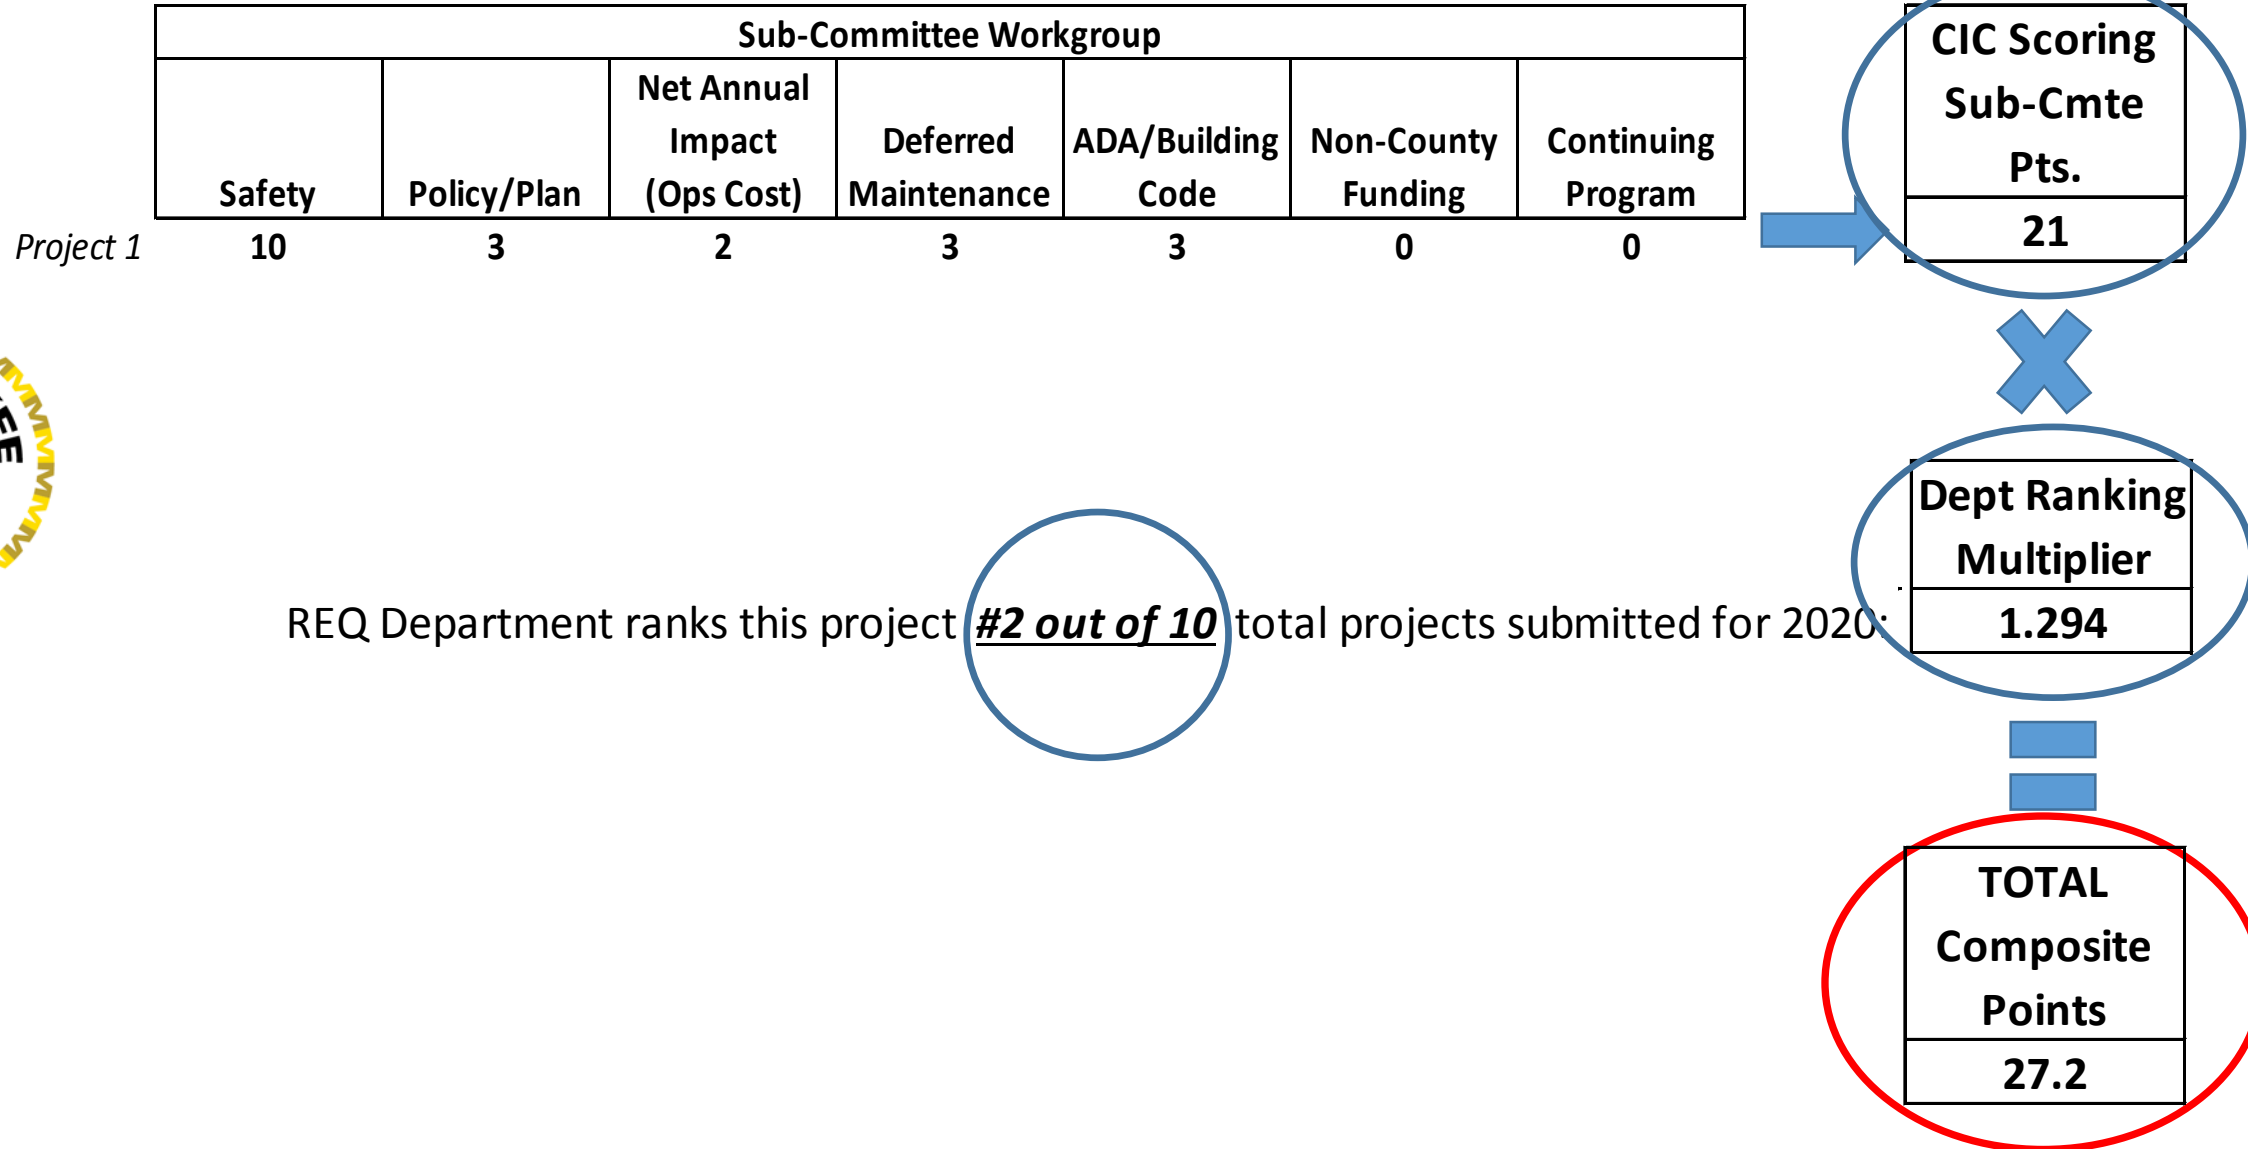 Sub-Committee Workgroup
Safety
Policy/Plan
Net Annual
Impact
(Ops Cost)
Deferred
Maintenance
ADA/Building
Code
Non-County
Funding
Continuing
Program
CIC Scoring
Sub-Cmte
Pts.
21
Project 1 10 3 2 3 3 0 0
REQ Department ranks this project #2 out of 10 total projects submitted for 2020:
Dept Ranking
Multiplier
1.294
TOTAL
Composite
Points
27.2